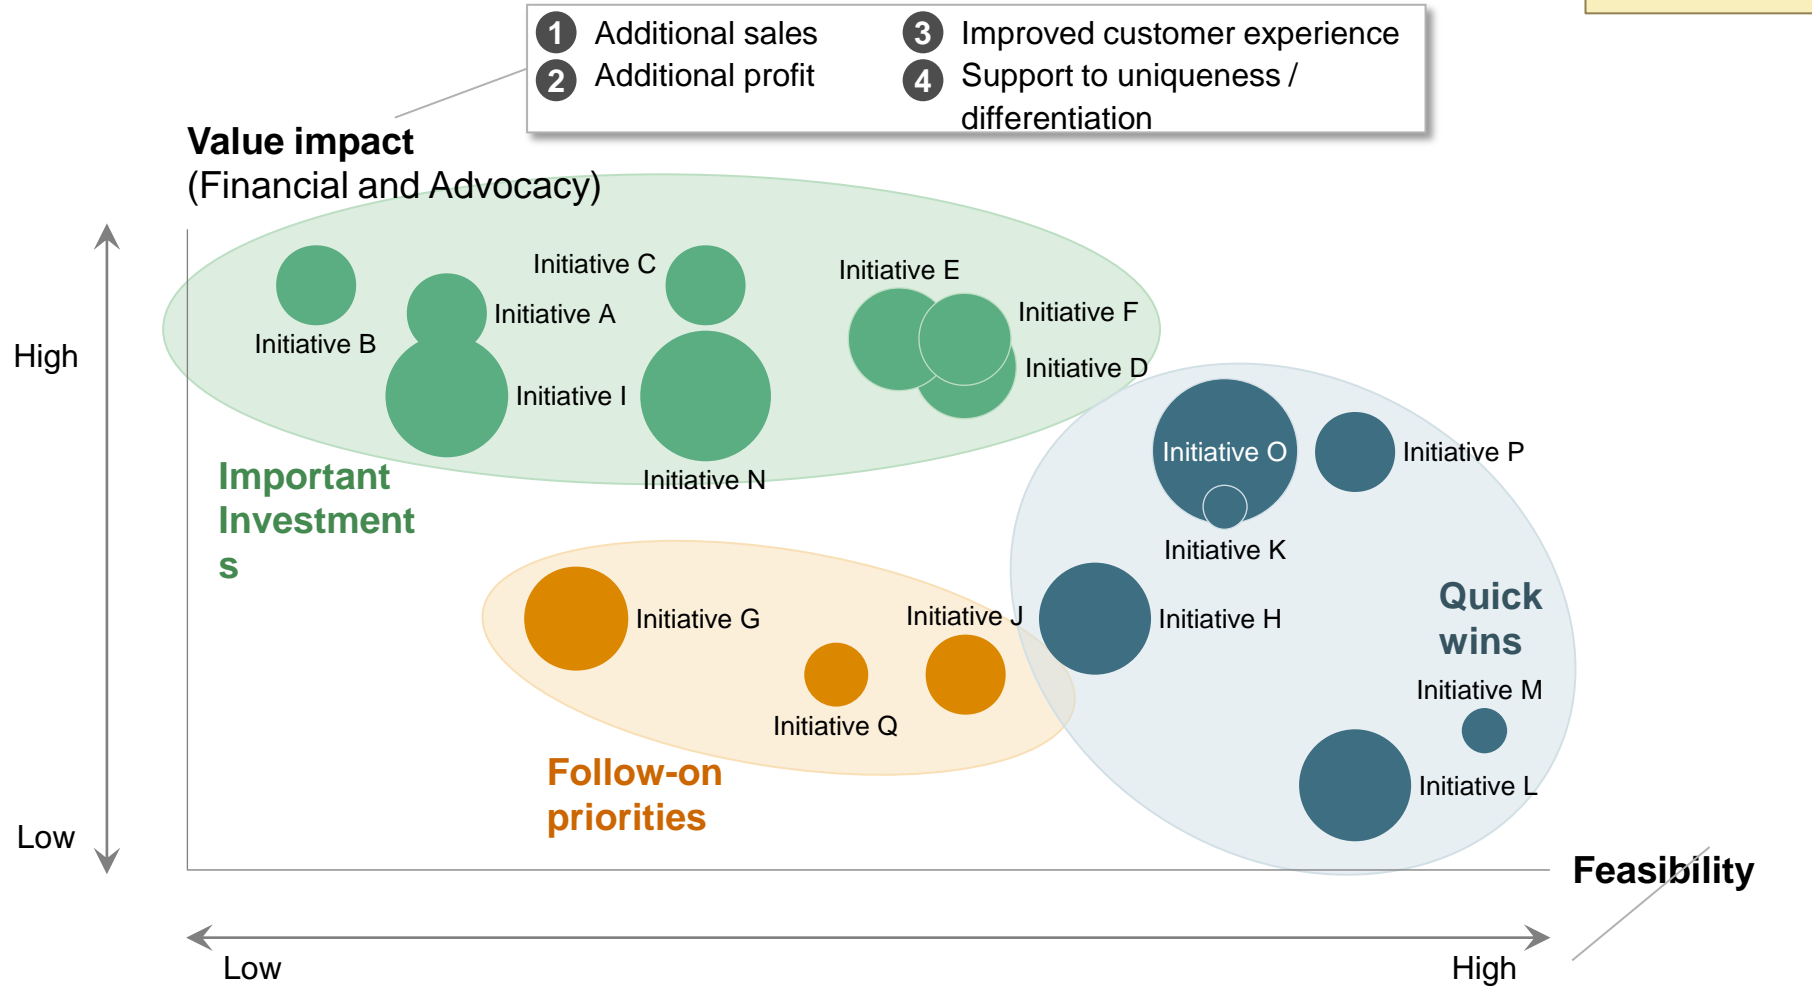 1 Additional sales
2 Additional profit
3 Improved customer experience
4 Support to uniqueness /
differentiation
Value impact
(Financial and Advocacy)
High
Low
Initiative B
Initiative A
Initiative I
Initiative C
Initiative N
Initiative E
Initiative F
Initiative D
Important
Investment
s
Initiative O
Initiative P
Initiative K
Initiative H
Quick
wins
Initiative M
Initiative L
Initiative G
Initiative J
Initiative Q
Follow-on
priorities
Feasibility
Low
High